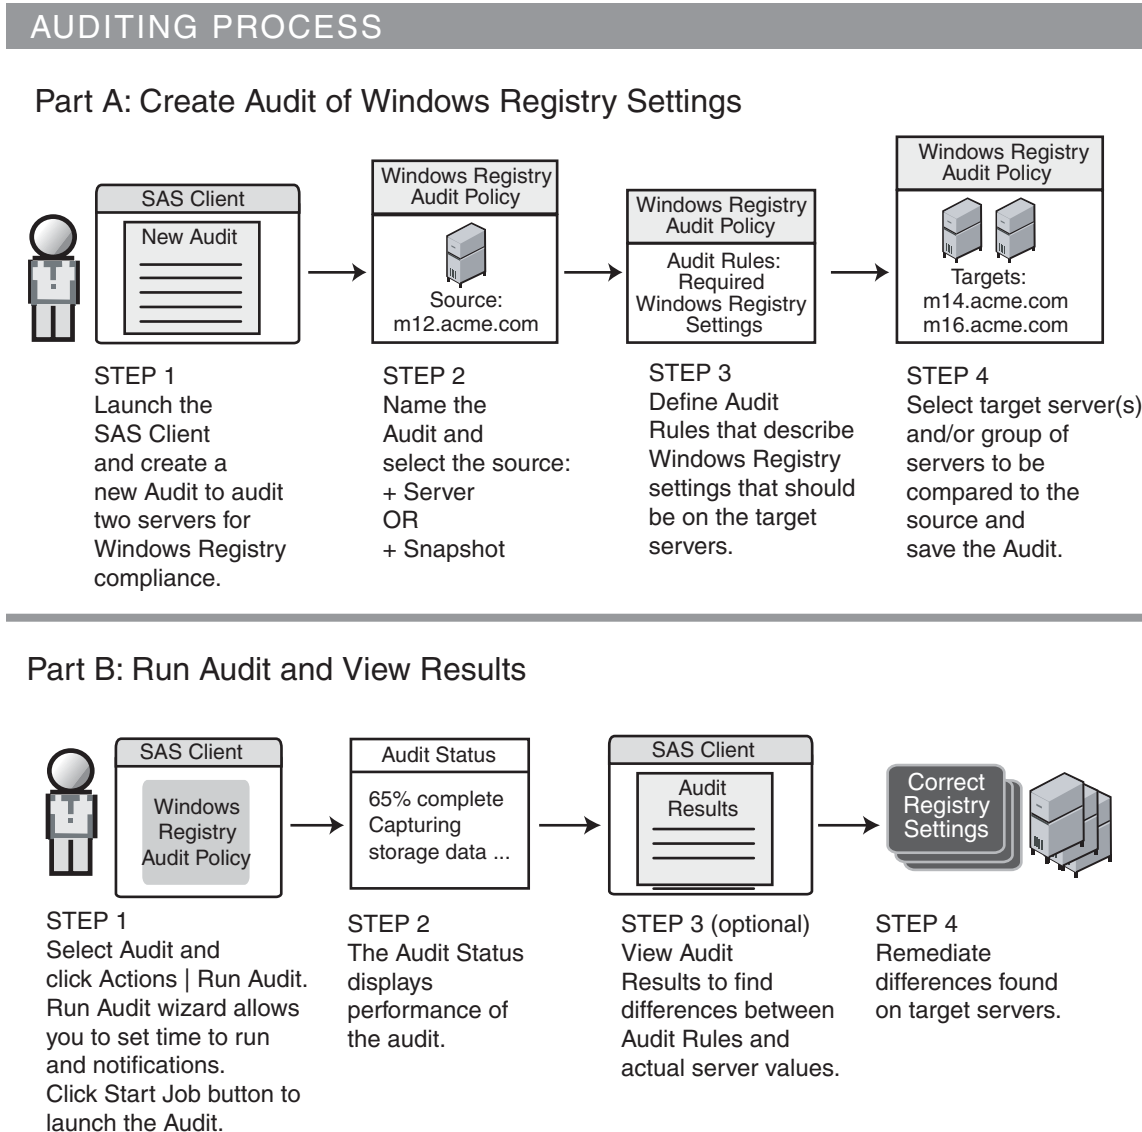 AUDITING PROCESS
Part A: Create Audit of Windows Registry Settings
SAS Client
New Audit
Windows Registry
Audit Policy
Source:
m12.acme.com
Windows Registry
Audit Policy
Audit Rules:
Required
Windows Registry
Settings
Windows Registry
Audit Policy
Targets:
m14.acme.com
m16.acme.com
STEP 1
Launch the
SAS Client
and create a
new Audit to audit
two servers for
Windows Registry
compliance.
STEP 2
Name the
Audit and
select the source:
+ Server
OR
+ Snapshot
STEP 3
Define Audit
Rules that describe
Windows Registry
settings that should
be on the target
servers.
STEP 4
Select target server(s)
and/or group of
servers to be
compared to the
source and
save the Audit.
Part B: Run Audit and View Results
SAS Client
Windows
Registry
Audit Policy
Audit Status
65% complete
Capturing
storage data ...
SAS Client
Audit
Results
Correct
Registry
Settings
STEP 1
Select Audit and
click Actions | Run Audit.
Run Audit wizard allows
you to set time to run
and notifications.
Click Start Job button to
launch the Audit.
STEP 2
The Audit Status
displays
performance of
the audit.
STEP 3 (optional)
View Audit
Results to find
differences between
Audit Rules and
actual server values.
STEP 4
Remediate
differences found
on target servers.